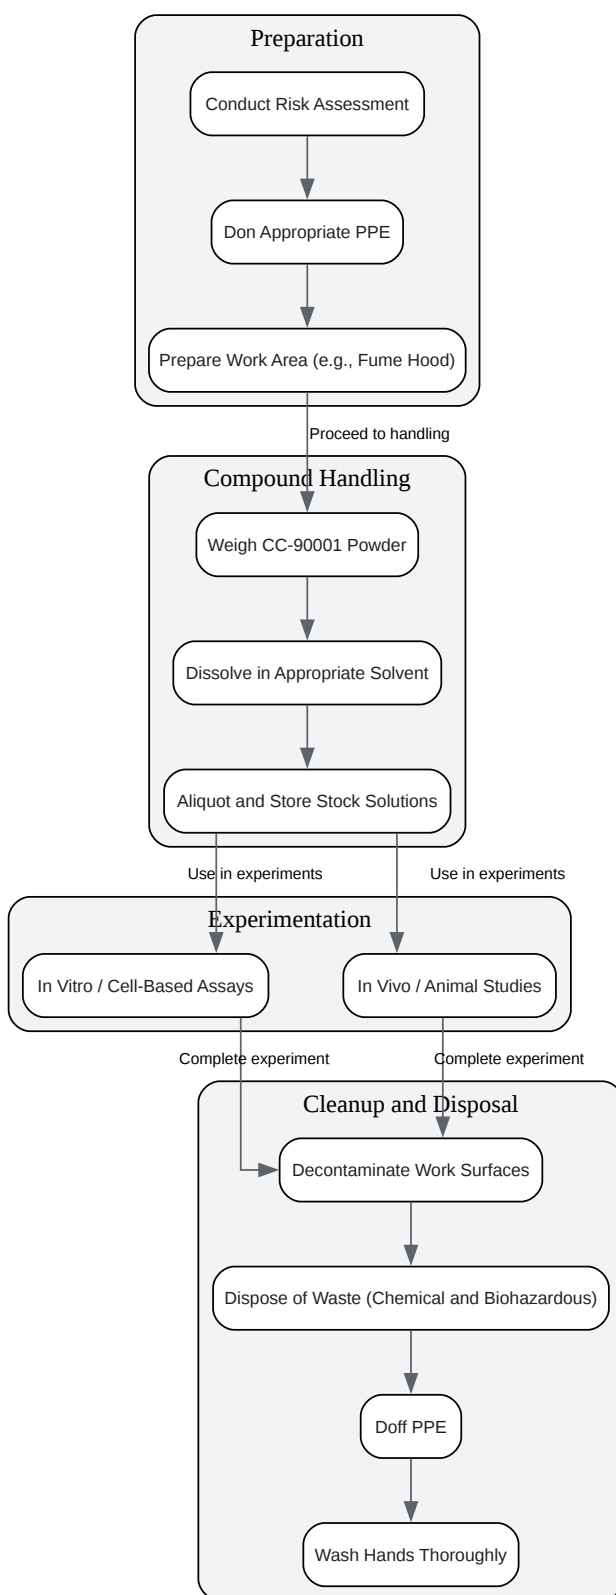 Preparation
Conduct Risk Assessment
Don Appropriate PPE
Prepare Work Area (e.g., Fume Hood)
Proceed to handling
Compound Handling
Weigh CC-90001 Powder
Dissolve in Appropriate Solvent
Aliquot and Store Stock Solutions
Use in experiments
Use in experiments
Experimentation
In Vitro / Cell-Based Assays
In Vivo / Animal Studies
Complete experiment
Complete experiment
Cleanup and Disposal
Decontaminate Work Surfaces
Dispose of Waste (Chemical and Biohazardous)
Doff PPE
Wash Hands Thoroughly